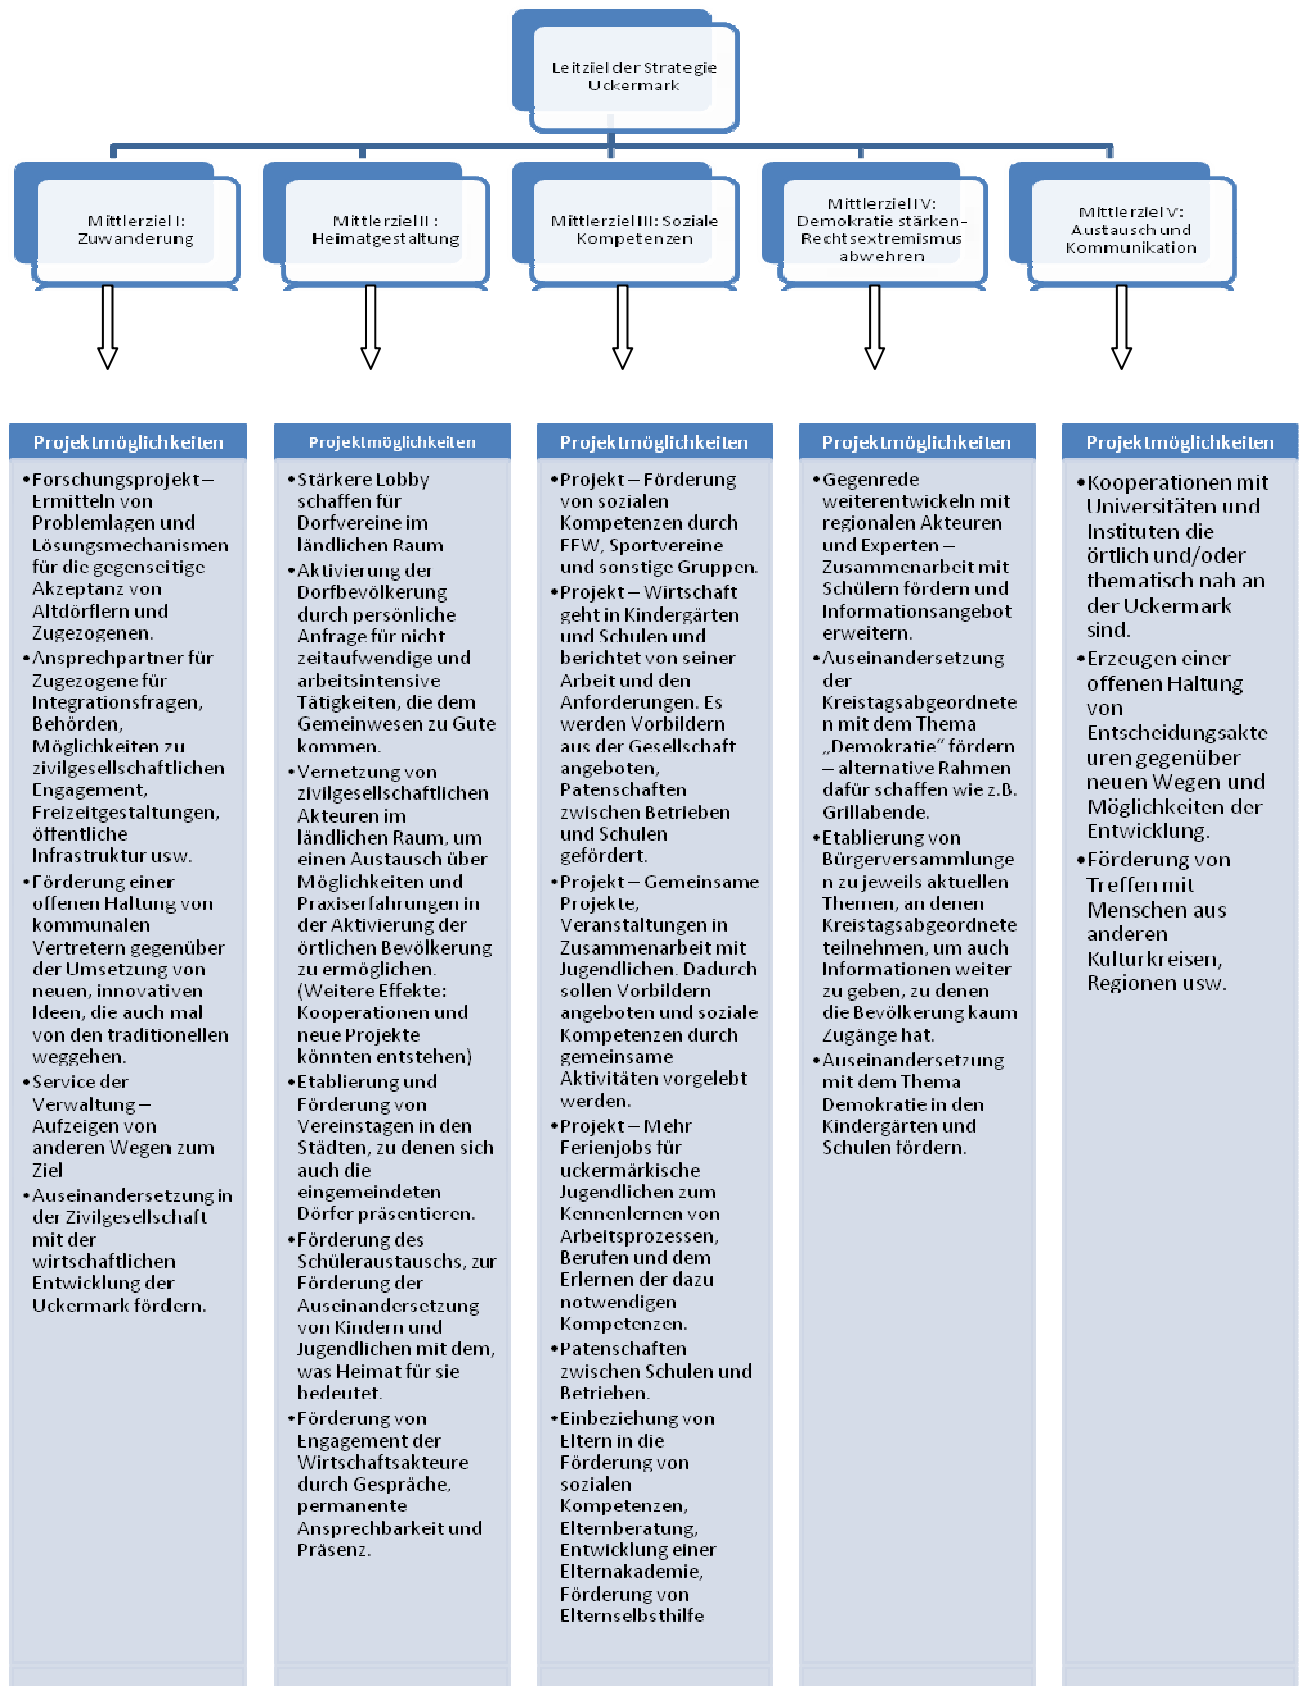 Leitziel der Strategie
Uckermark
Mittlerziel I:
Zuwanderung
Mittlerziel II :
Heimatgestaltung
Mittlerziel III: Soziale
Kompetenzen
Mittlerziel IV:
Demokratie stärken–
Rechtsextremismus
abwehren
Mittlerziel V:
Austausch und
Kommunikation
Projektmöglichkeiten
•Forschungsprojekt –
Ermitteln von
Problemlagen und
Lösungsmechanismen
für die gegenseitige
Akzeptanz von
Altdörflern und
Zugezogenen.
•Ansprechpartner für
Zugezogene für
Integrationsfragen,
Behörden,
Möglichkeiten zu
zivilgesellschaftlichen
Engagement,
Freizeitgestaltungen,
öffentliche
Infrastruktur usw.
•Förderung einer
offenen Haltung von
kommunalen
Vertretern gegenüber
der Umsetzung von
neuen, innovativen
Ideen, die auch mal
von den traditionellen
weggehen.
•Service der
Verwaltung –
Aufzeigen von
anderen Wegen zum
Ziel
•Auseinandersetzung in
der Zivilgesellschaft
mit der
wirtschaftlichen
Entwicklung der
Uckermark fördern.
Projektmöglichkeiten
•Stärkere Lobby
schaffen für
Dorfvereine im
ländlichen Raum
•Aktivierung der
Dorfbevölkerung
durch persönliche
Anfrage für nicht
zeitaufwendige und
arbeitsintensive
Tätigkeiten, die dem
Gemeinwesen zu Gute
kommen.
•Vernetzung von
zivilgesellschaftlichen
Akteuren im
ländlichen Raum, um
einen Austausch über
Möglichkeiten und
Praxiserfahrungen in
der Aktivierung der
örtlichen Bevölkerung
zu ermöglichen.
(Weitere Effekte:
Kooperationen und
neue Projekte
könnten entstehen)
•Etablierung und
Förderung von
Vereinstagen in den
Städten, zu denen sich
auch die
eingemeindeten
Dörfer präsentieren.
•Förderung des
Schüleraustauschs, zur
Förderung der
Auseinandersetzung
von Kindern und
Jugendlichen mit dem,
was Heimat für sie
bedeutet.
•Förderung von
Engagement der
Wirtschaftsakteure
durch Gespräche,
permanente
Ansprechbarkeit und
Präsenz.
Projektmöglichkeiten
•Projekt – Förderung
von sozialen
Kompetenzen durch
FFW, Sportvereine
und sonstige Gruppen.
•Projekt – Wirtschaft
geht in Kindergärten
und Schulen und
berichtet von seiner
Arbeit und den
Anforderungen. Es
werden Vorbildern
aus der Gesellschaft
angeboten,
Patenschaften
zwischen Betrieben
und Schulen
gefördert.
•Projekt – Gemeinsame
Projekte,
Veranstaltungen in
Zusammenarbeit mit
Jugendlichen. Dadurch
sollen Vorbildern
angeboten und soziale
Kompetenzen durch
gemeinsame
Aktivitäten vorgelebt
werden.
•Projekt – Mehr
Ferienjobs für
uckermärkische
Jugendlichen zum
Kennenlernen von
Arbeitsprozessen,
Berufen und dem
Erlernen der dazu
notwendigen
Kompetenzen.
•Patenschaften
zwischen Schulen und
Betrieben.
•Einbeziehung von
Eltern in die
Förderung von
sozialen
Kompetenzen,
Elternberatung,
Entwicklung einer
Elternakademie,
Förderung von
Elternselbsthilfe
Projektmöglichkeiten
•Gegenrede
weiterentwickeln mit
regionalen Akteuren
und Experten –
Zusammenarbeit mit
Schülern fördern und
Informationsangebot
erweitern.
•Auseinandersetzung
der
Kreistagsabgeordnete
n mit dem Thema
„Demokratie“ fördern
– alternative Rahmen
dafür schaffen wie z.B.
Grillabende.
•Etablierung von
Bürgerversammlunge
n zu jeweils aktuellen
Themen, an denen
Kreistagsabgeordnete
teilnehmen, um auch
Informationen weiter
zu geben, zu denen
die Bevölkerung kaum
Zugänge hat.
•Auseinandersetzung
mit dem Thema
Demokratie in den
Kindergärten und
Schulen fördern.
Projektmöglichkeiten
•Kooperationen mit
Universitäten und
Instituten die
örtlich und/oder
thematisch nah an
der Uckermark
sind.
•Erzeugen einer
offenen Haltung
von
Entscheidungsakte
uren gegenüber
neuen Wegen und
Möglichkeiten der
Entwicklung.
•Förderung von
Treffen mit
Menschen aus
anderen
Kulturkreisen,
Regionen usw.